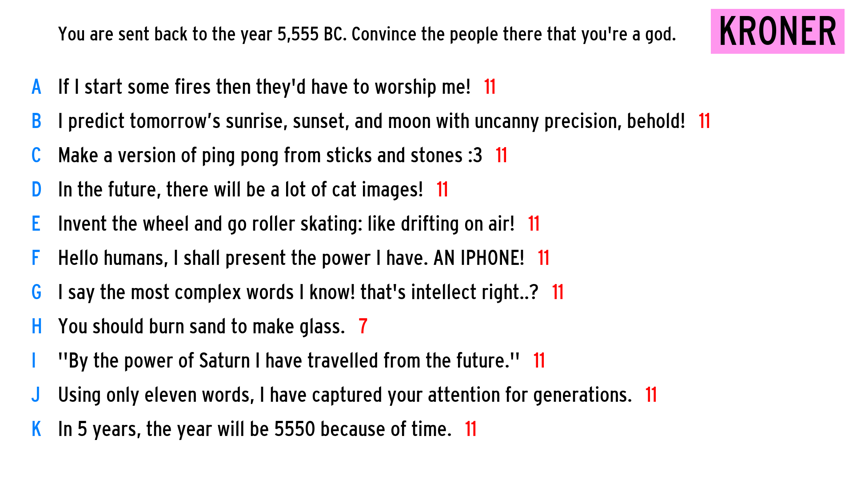 You are sent back to the year 5,555 BC. Convince the people there that you're a god.
KRONER
A If I start some fires then they'd have to worship me! 11
B I predict tomorrow's sunrise, sunset, and moon with uncanny precision, behold! 11
C Make a version of ping pong from sticks and stones :3 11
D In the future, there will be a lot of cat images! 11
E Invent the wheel and go roller skating: like drifting on air! 11
F Hello humans, I shall present the power I have. AN IPHONE! 11
G I say the most complex words I know! that's intellect right..? 11
H You should burn sand to make glass. 7
I "By the power of Saturn I have travelled from the future." 11
J Using only eleven words, I have captured your attention for generations. 11
K In 5 years, the year will be 5550 because of time. 11